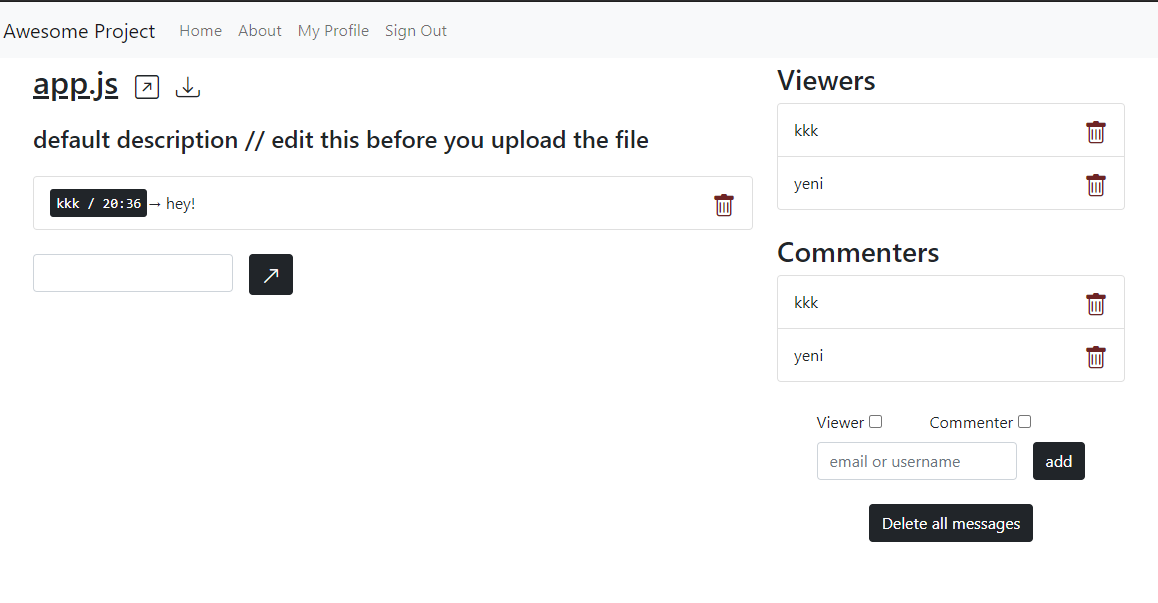 Awesome Project Home About My Profile Sign Out
app.js
default description // edit this before you upload the file
kkk / 20:36 → hey!
Viewers
kkk
yeni
Commenters
kkk
yeni
Viewer Commenter
email or username add
Delete all messages